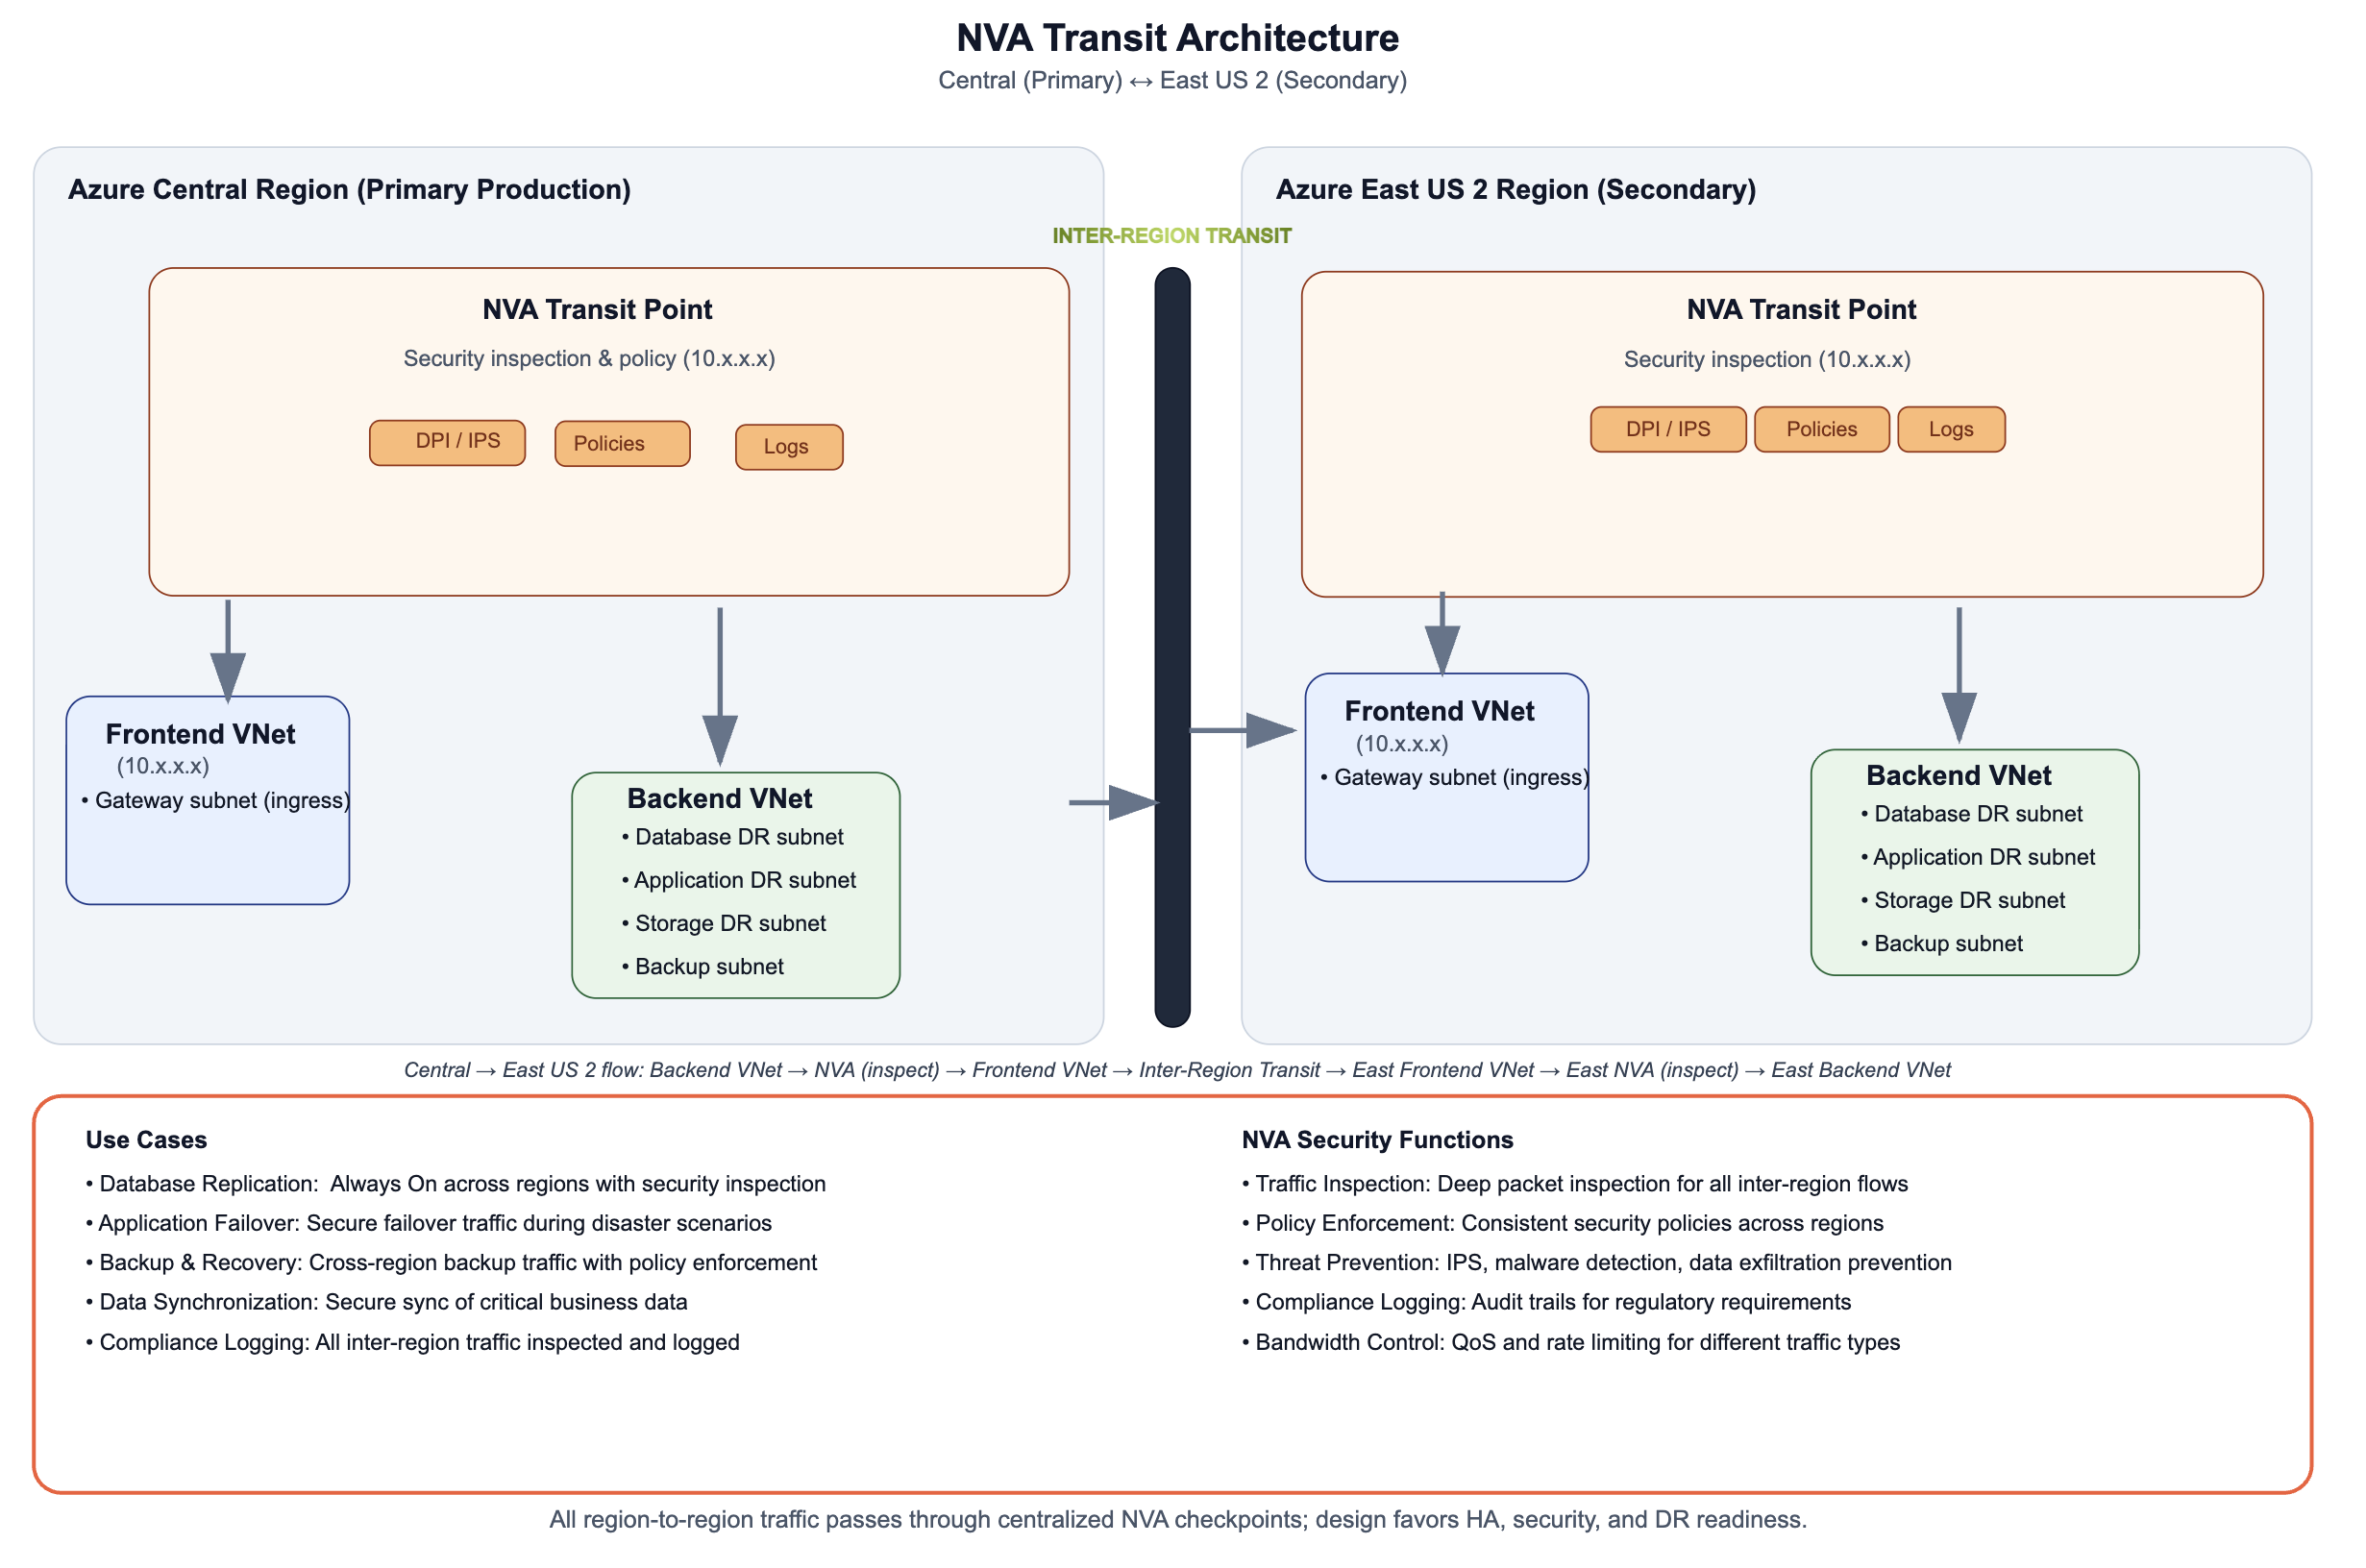 NVA Transit Architecture
Central (Primary) ↔ East US 2 (Secondary)
Azure Central Region (Primary Production)
Azure East US 2 Region (Secondary)
INTER-REGION TRANSIT
NVA Transit Point
Security inspection & policy (10.x.x.x)
DPI / IPS
Policies
Logs
NVA Transit Point
Security inspection (10.x.x.x)
DPI / IPS
Policies
Logs
Frontend VNet
(10.x.x.x)
• Gateway subnet (ingress)
Backend VNet
• Database DR subnet
• Application DR subnet
• Storage DR subnet
• Backup subnet
Frontend VNet
(10.x.x.x)
• Gateway subnet (ingress)
Backend VNet
• Database DR subnet
• Application DR subnet
• Storage DR subnet
• Backup subnet
Central → East US 2 flow: Backend VNet → NVA (inspect) → Frontend VNet → Inter-Region Transit → East Frontend VNet → East NVA (inspect) → East Backend VNet
Use Cases
• Database Replication:  Always On across regions with security inspection
• Application Failover: Secure failover traffic during disaster scenarios
• Backup & Recovery: Cross-region backup traffic with policy enforcement
• Data Synchronization: Secure sync of critical business data
• Compliance Logging: All inter-region traffic inspected and logged
NVA Security Functions
• Traffic Inspection: Deep packet inspection for all inter-region flows
• Policy Enforcement: Consistent security policies across regions
• Threat Prevention: IPS, malware detection, data exfiltration prevention
• Compliance Logging: Audit trails for regulatory requirements
• Bandwidth Control: QoS and rate limiting for different traffic types
All region-to-region traffic passes through centralized NVA checkpoints; design favors HA, security, and DR readiness.